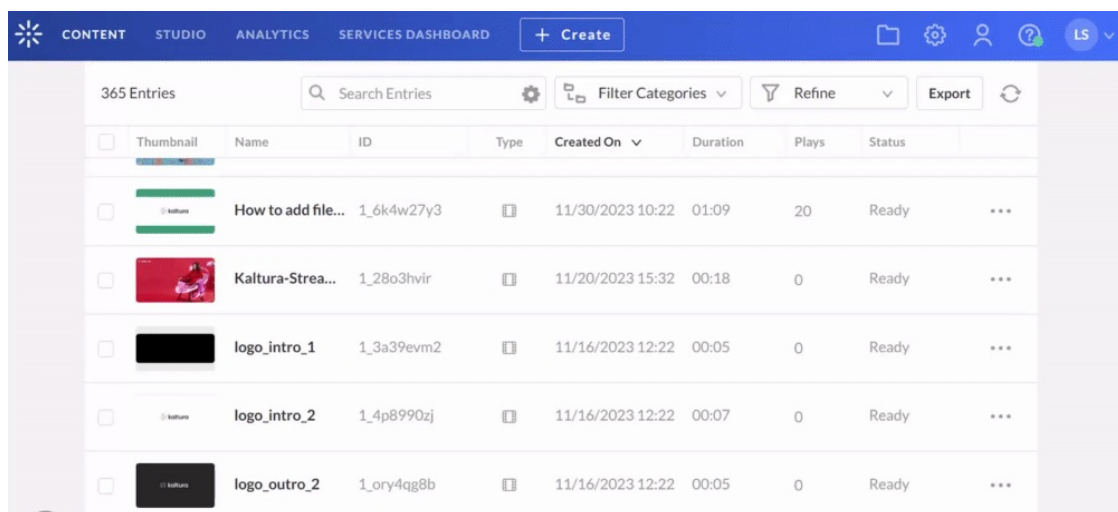 CONTENT STUDIO ANALYTICS SERVICES DASHBOARD + Create LS
365 Entries Search Entries Filter Categories Refine Export
Thumbnail Name ID Type Created On Duration Plays Status
kaltura How to add file... 1_6k4w27y3 11/30/2023 10:22 01:09 20 Ready
Kaltura-Strea... 1_28o3hvir 11/20/2023 15:32 00:18 0 Ready
logo_intro_1 1_3a39evm2 11/16/2023 12:22 00:05 0 Ready
kaltura logo_intro_2 1_4p8990zj 11/16/2023 12:22 00:07 0 Ready
kaltura logo_outro_2 1_ory4qg8b 11/16/2023 12:22 00:05 0 Ready